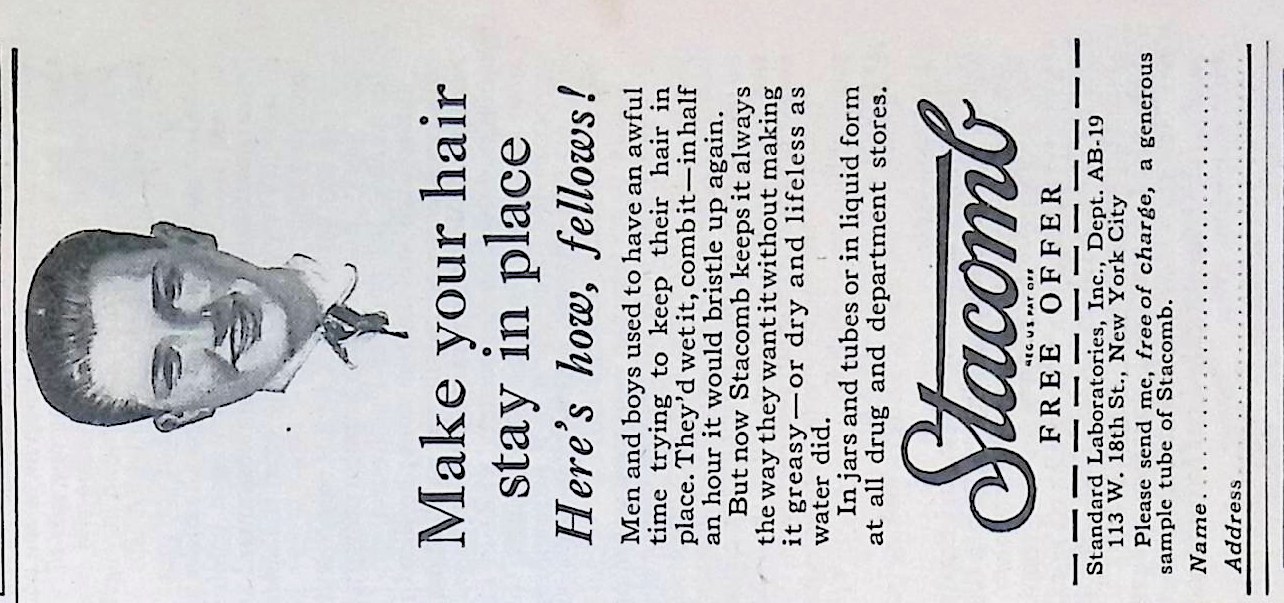 Make your hair
stay in place
Here's how, fellows!
Men and boys used to have an awful
time trying to keep their hair in
place. They'd wet it, comb it—in half
an hour it would bristle up again.
But now Stacomb keeps it always
the way they want it without making
it greasy—or dry and lifeless as
water did.
In jars and tubes or in liquid form
at all drug and department stores.
Stacomb
REG. U.S. PAT. OFF.
FREE OFFER
Standard Laboratories, Inc., Dept. AB-19
113 W. 18th St., New York City
Please send me, free of charge, a generous
sample tube of Stacomb.
Name
Address